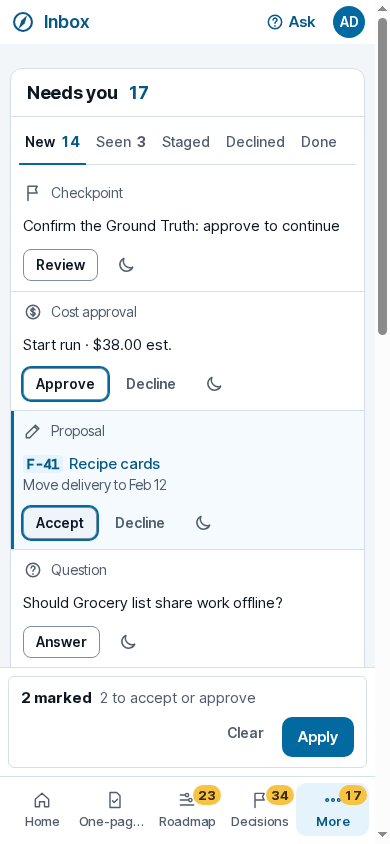 Inbox
Ask
AD
Needs you 17
New 14 Seen 3 Staged Declined Done
Checkpoint
Confirm the Ground Truth: approve to continue
Review
Cost approval
Start run · $38.00 est.
Approve Decline
Proposal
F-41 Recipe cards
Move delivery to Feb 12
Accept Decline
Question
Should Grocery list share work offline?
Answer
2 marked 2 to accept or approve
Clear Apply
23 34 17
Home One-pag... Roadmap Decisions More